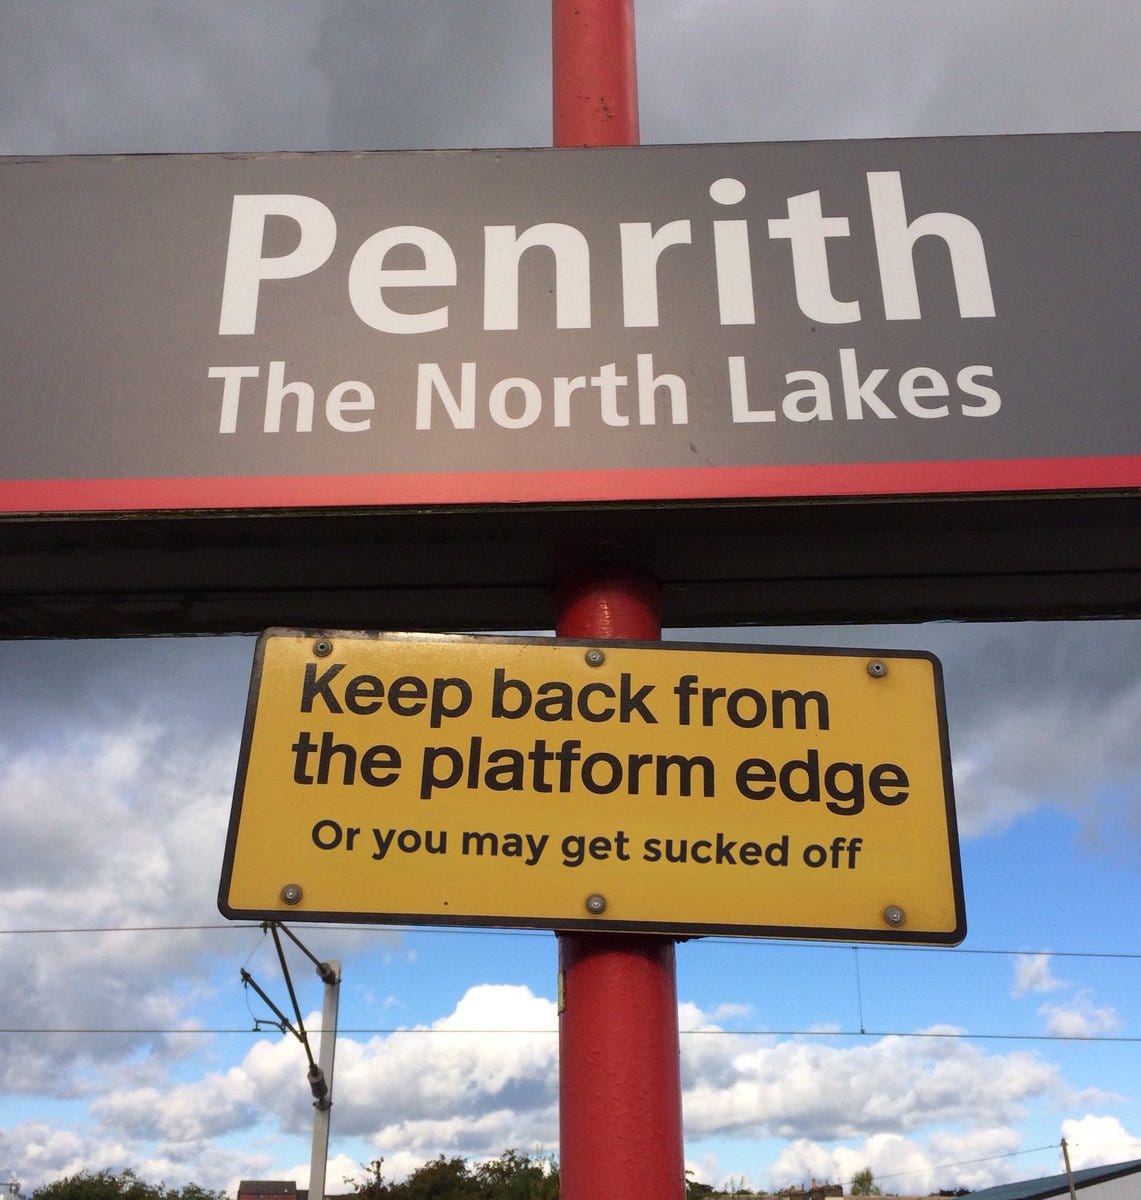 Penrith
The North Lakes
Keep back from
the platform edge
Or you may get sucked off